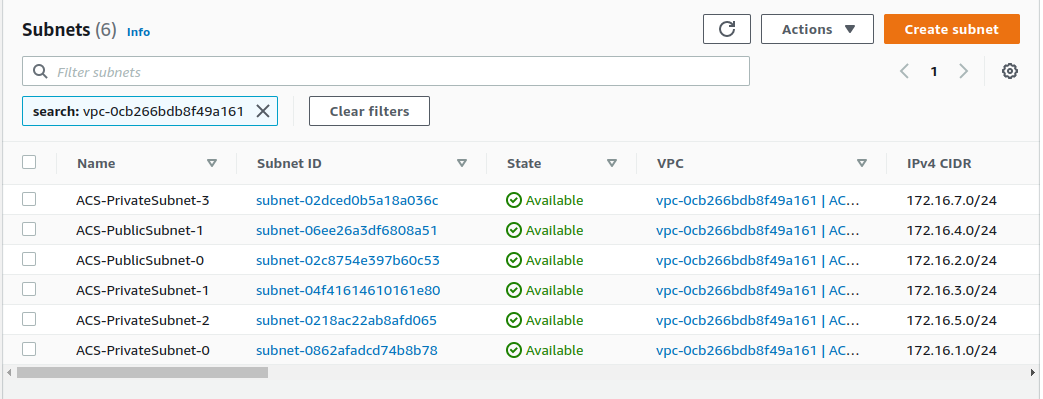 Subnets (6) Info
Actions
Create subnet
Filter subnets
1
search: vpc-0cb266bdb8f49a161
Clear filters
Name Subnet ID State VPC IPv4 CIDR
ACS-PrivateSubnet-3 subnet-02dced0b5a18a036c Available vpc-0cb266bdb8f49a161 | AC… 172.16.7.0/24
ACS-PublicSubnet-1 subnet-06ee26a3df6808a51 Available vpc-0cb266bdb8f49a161 | AC… 172.16.4.0/24
ACS-PublicSubnet-0 subnet-02c8754e397b60c53 Available vpc-0cb266bdb8f49a161 | AC… 172.16.2.0/24
ACS-PrivateSubnet-1 subnet-04f41614610161e80 Available vpc-0cb266bdb8f49a161 | AC… 172.16.3.0/24
ACS-PrivateSubnet-2 subnet-0218ac22ab8afd065 Available vpc-0cb266bdb8f49a161 | AC… 172.16.5.0/24
ACS-PrivateSubnet-0 subnet-0862afadcd74b8b78 Available vpc-0cb266bdb8f49a161 | AC… 172.16.1.0/24